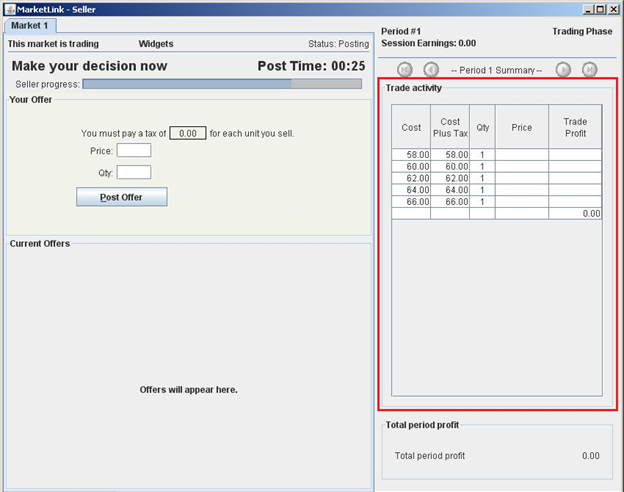 MarketLink - Seller
Market 1
This market is trading Widgets Status: Posting
Make your decision now Post Time: 00:25
Seller progress:
Your Offer
You must pay a tax of 0.00 for each unit you sell.
Price:
Qty:
Post Offer
Current Offers
Offers will appear here.
Period #1 Trading Phase
Session Earnings: 0.00
-- Period 1 Summary --
Trade activity
Cost Cost Plus Tax Qty Price Trade Profit
58.00 58.00 1
60.00 60.00 1
62.00 62.00 1
64.00 64.00 1
66.00 66.00 1
0.00
Total period profit
Total period profit 0.00